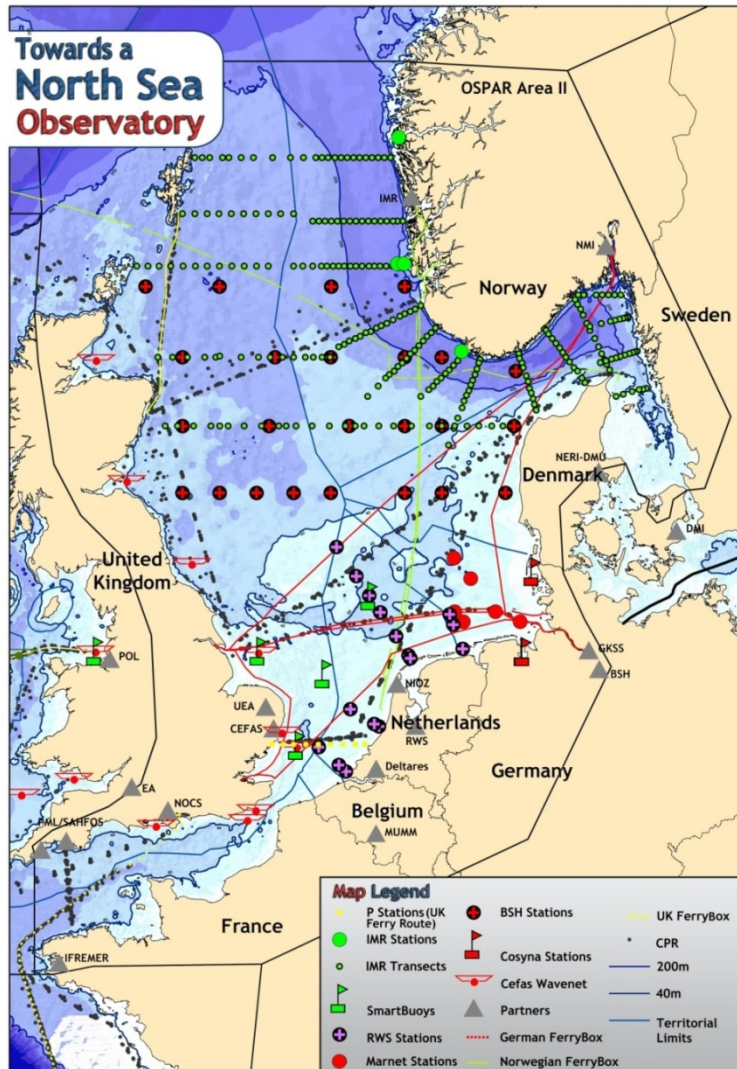 Towards a
North Sea
Observatory
OSPAR Area II
IMR
NMI
Norway
Sweden
NERI-DMU
Denmark
DMI
United
Kingdom
POL
GKSS
BSH
UEA
NIOZ
CEFAS
Netherlands
RWS
Deltares
Germany
EA
NOCS
Belgium
PML/SAHFOS
MUMM
France
IFREMER
Map Legend
P Stations (UK
Ferry Route)
IMR Stations
IMR Transects
SmartBuoys
RWS Stations
Marnet Stations
BSH Stations
Cosyna Stations
Cefas Wavenet
Partners
German FerryBox
Norwegian FerryBox
UK FerryBox
CPR
200m
40m
Territorial
Limits